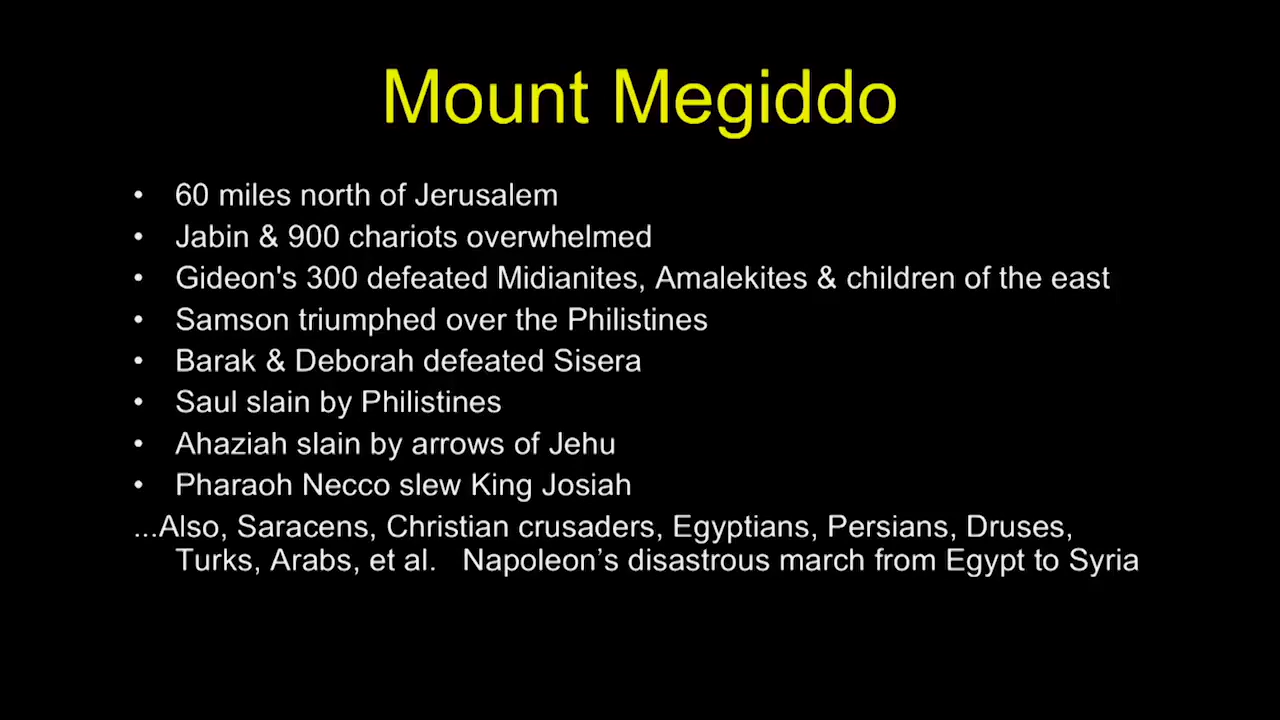 Mount Megiddo
• 60 miles north of Jerusalem
• Jabin & 900 chariots overwhelmed
• Gideon's 300 defeated Midianites, Amalekites & children of the east
• Samson triumphed over the Philistines
• Barak & Deborah defeated Sisera
• Saul slain by Philistines
• Ahaziah slain by arrows of Jehu
• Pharaoh Necco slew King Josiah
...Also, Saracens, Christian crusaders, Egyptians, Persians, Druses,
Turks, Arabs, et al. Napoleon’s disastrous march from Egypt to Syria